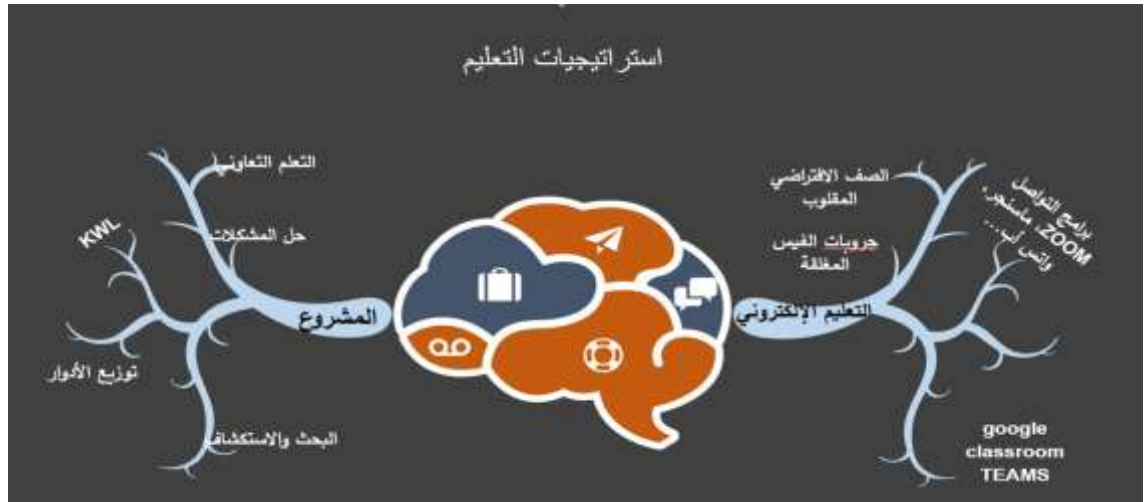 استراتيجيات التعليم
الصف الافتراضي
المقلوب
برامج التواصل
ZOOM، ماسنجر،
واتس أب...
جروبات الفيس
المغلقة
التعليم الإلكتروني
google
classroom
TEAMS
التعلم التعاوني
حل المشكلات
KWL
المشروع
توزيع الأدوار
البحث والاستكشاف